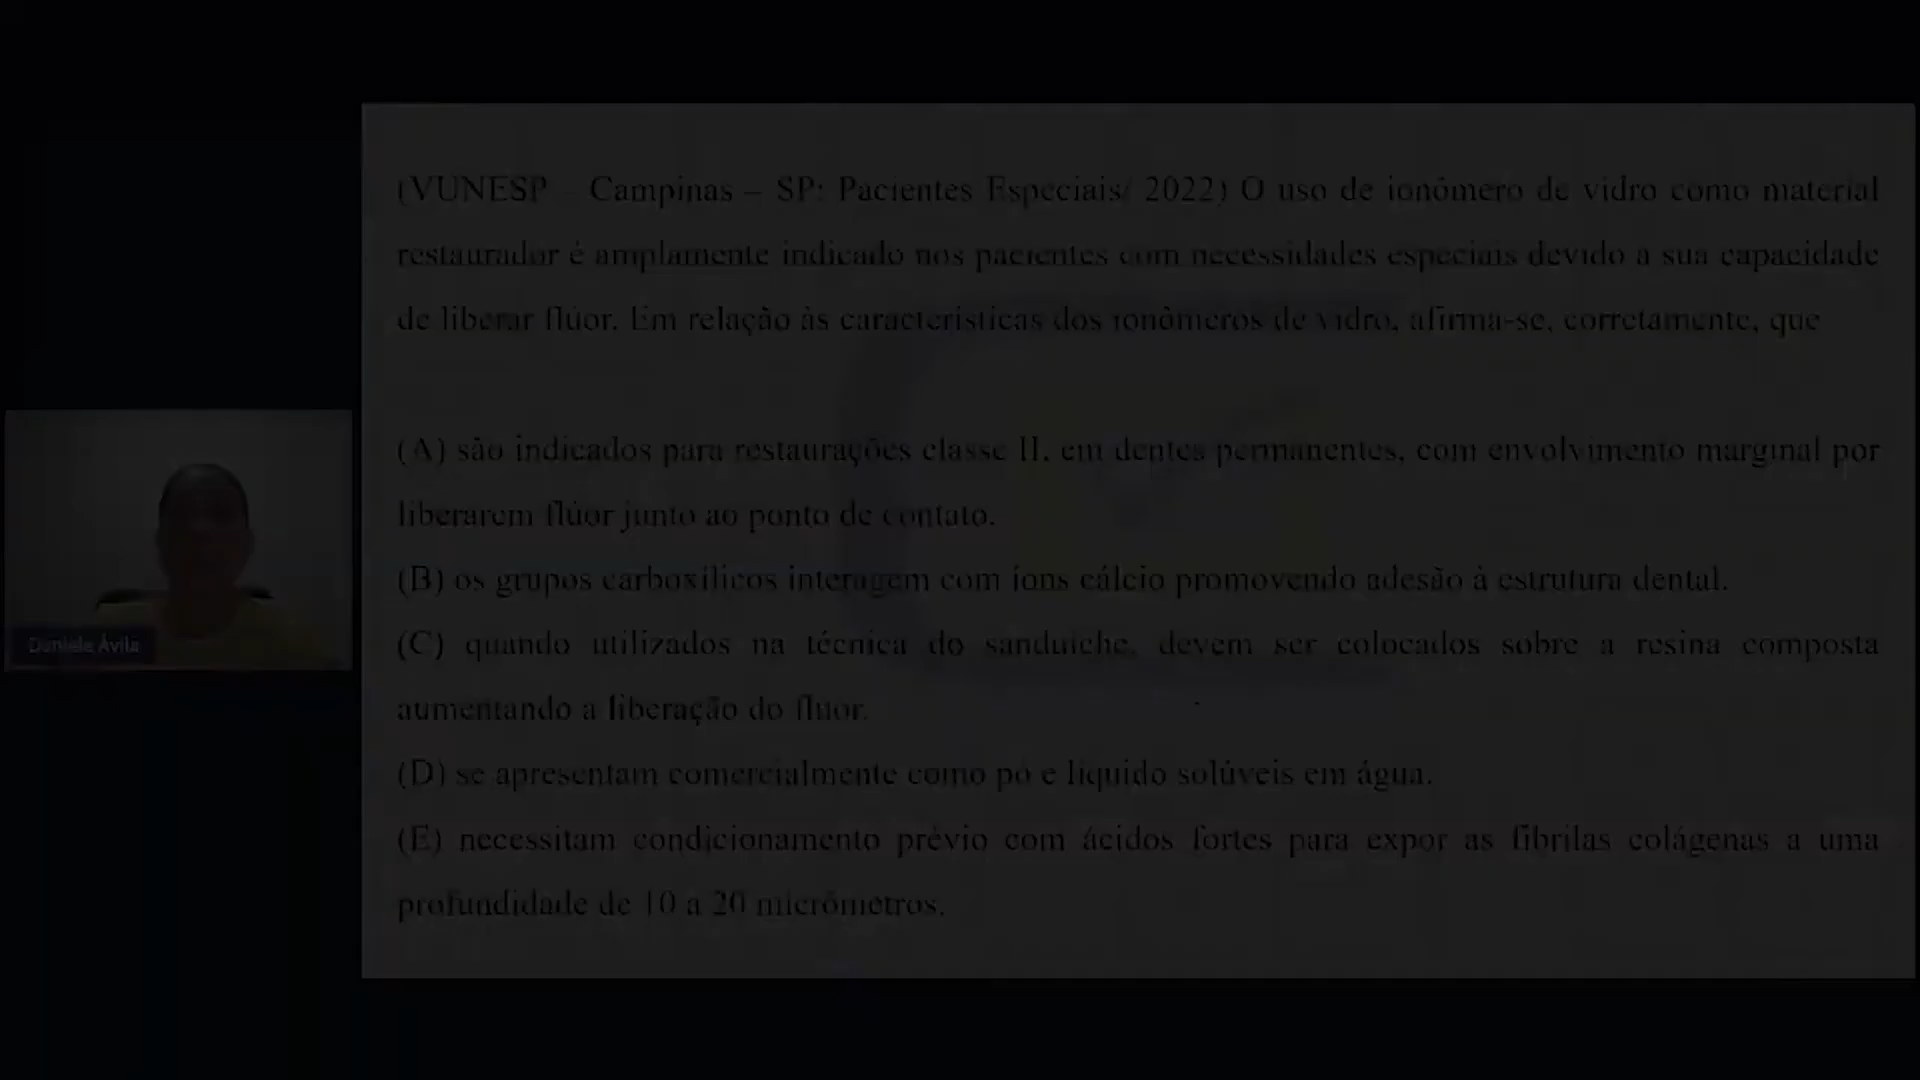 (VUNESP – Campinas – SP: Pacientes Especiais/ 2022) O uso de ionômero de vidro como material
restaurador é amplamente indicado nos pacientes com necessidades especiais devido a sua capacidade
de liberar flúor. Em relação às características dos ionômeros de vidro, afirma-se, corretamente, que
(A) são indicados para restaurações classe II, em dentes permanentes, com envolvimento marginal por
liberarem flúor junto ao ponto de contato.
(B) os grupos carboxílicos interagem com íons cálcio promovendo adesão à estrutura dental.
(C) quando utilizados na técnica do sanduíche, devem ser colocados sobre a resina composta
aumentando a liberação do flúor.
(D) se apresentam comercialmente como pó e líquido solúveis em água.
(E) necessitam condicionamento prévio com ácidos fortes para expor as fibrilas colágenas a uma
profundidade de 10 a 20 micrômetros.
Daniele Ávila